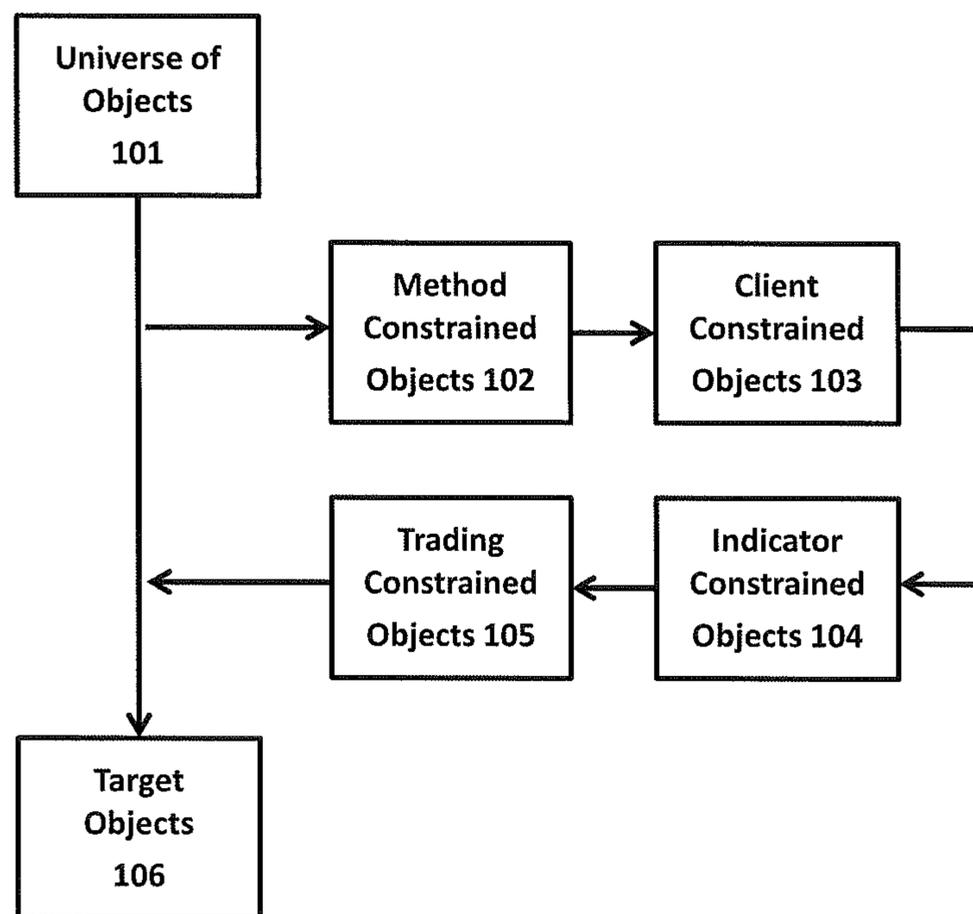 Universe of
Objects
101
Method
Constrained
Objects 102
Client
Constrained
Objects 103
Trading
Constrained
Objects 105
Indicator
Constrained
Objects 104
Target
Objects
106